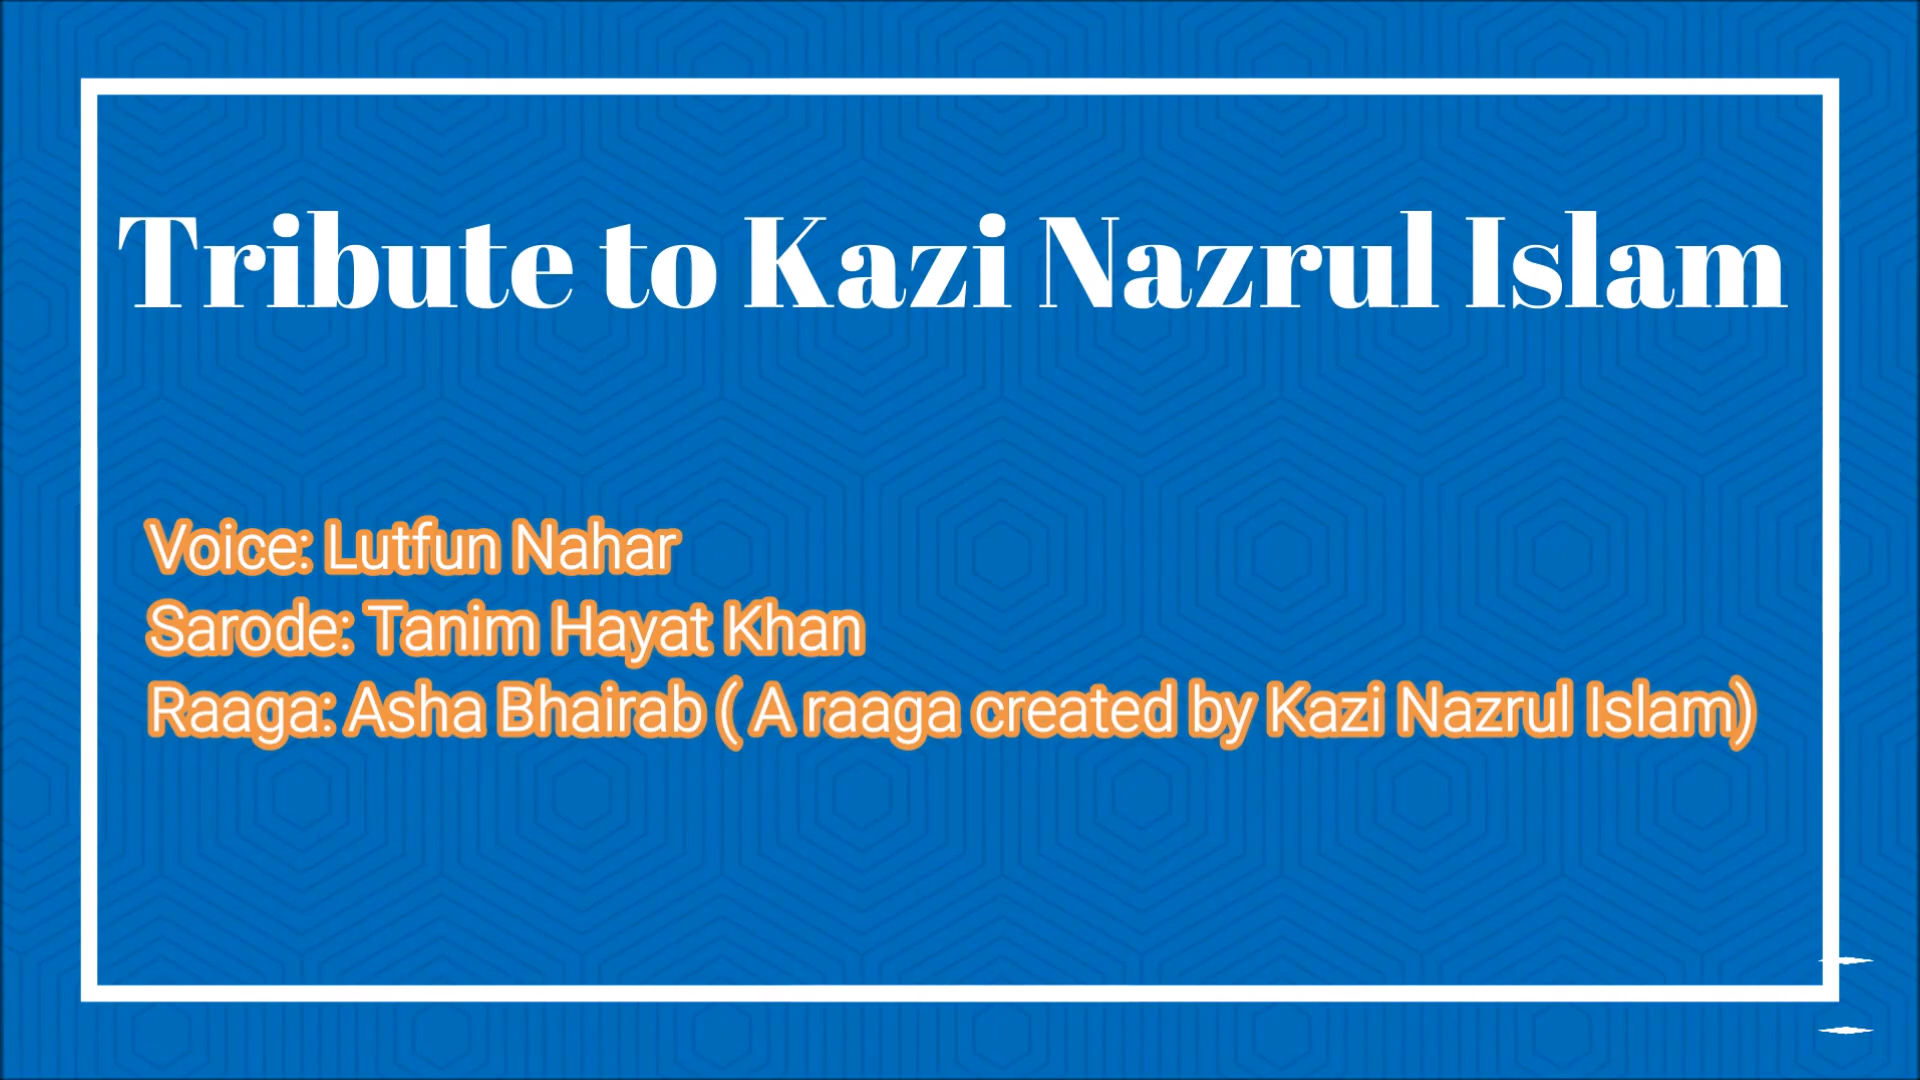 Tribute to Kazi Nazrul Islam
Voice: Lutfun Nahar
Sarode: Tanim Hayat Khan
Raaga: Asha Bhairab ( A raaga created by Kazi Nazrul Islam)